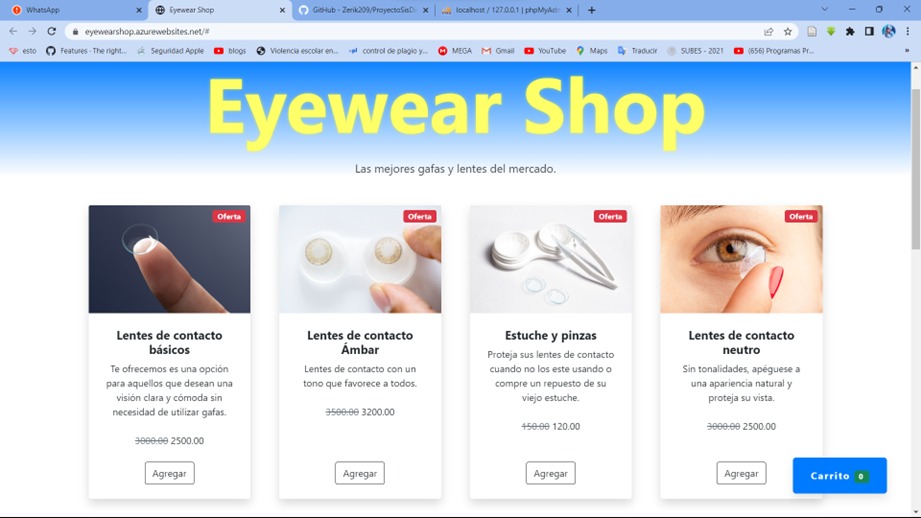 WhatsApp
Eyewear Shop
GitHub - Zerik209/ProyectoSisDi
localhost / 127.0.0.1 | phpMyAdm
eyewearshop.azurewebsites.net/#
esto
Features · The right...
Seguridad Apple
blogs
Violencia escolar en...
control de plagio y...
MEGA
Gmail
YouTube
Maps
Traducir
SUBES - 2021
(656) Programas Pr...
»
Eyewear Shop
Las mejores gafas y lentes del mercado.
Oferta
Lentes de contacto
básicos
Te ofrecemos es una opción
para aquellos que desean una
visión clara y cómoda sin
necesidad de utilizar gafas.
3000.00 2500.00
Agregar
Oferta
Lentes de contacto
Ámbar
Lentes de contacto con un
tono que favorece a todos.
3500.00 3200.00
Agregar
Oferta
Estuche y pinzas
Proteja sus lentes de contacto
cuando no los este usando o
compre un repuesto de su
viejo estuche.
150.00 120.00
Agregar
Oferta
Lentes de contacto
neutro
Sin tonalidades, apéguese a
una apariencia natural y
proteja su vista.
3000.00 2500.00
Agregar
Carrito 0